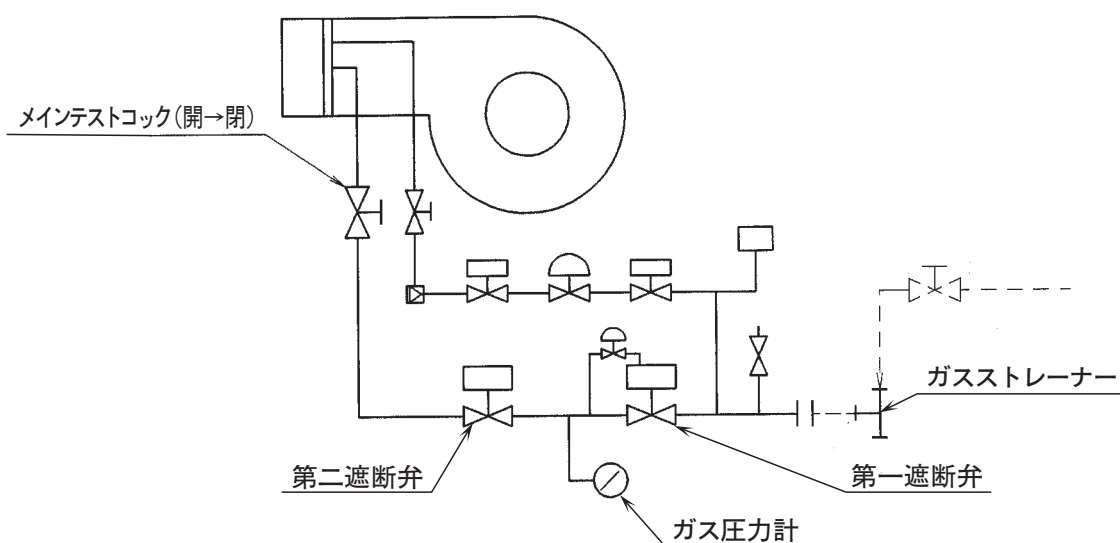 メインテストコック(開→閉)
ガスストレーナー
第二遮断弁
第一遮断弁
ガス圧力計